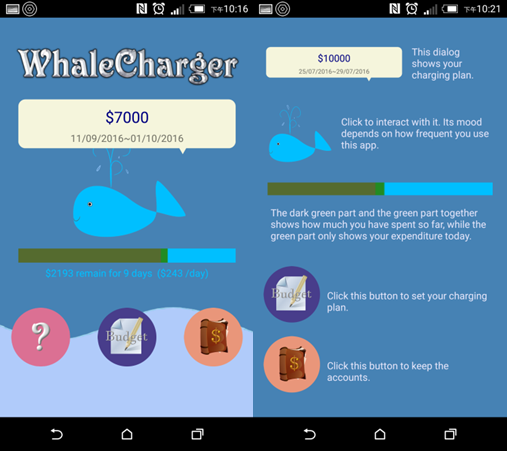 下午10:16
WhaleCharger
$7000
11/09/2016~01/10/2016
$2193 remain for 9 days ($243 /day)
?
Budget
$
下午10:21
$10000
25/07/2016~29/07/2016
This dialog
shows your
charging plan.
Click to interact with it. Its mood
depends on how frequent you use
this app.
The dark green part and the green part together
shows how much you have spent so far, while the
green part only shows your expenditure today.
Budget
Click this button to set your charging
plan.
$
Click this button to keep the
accounts.